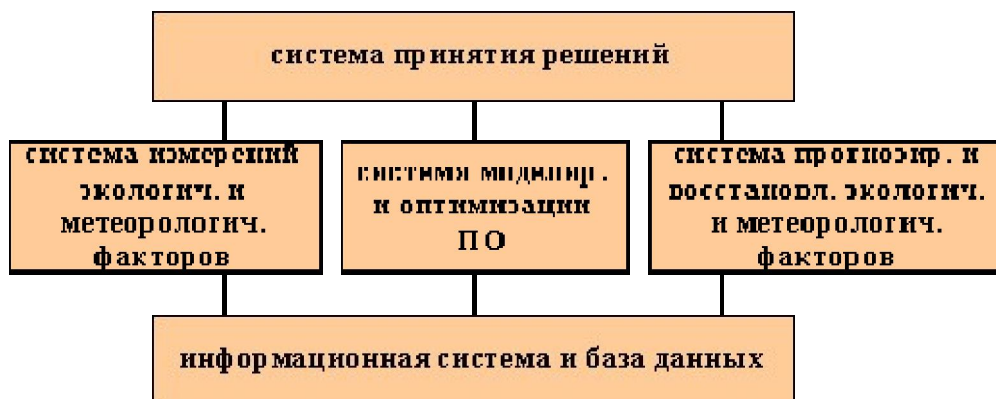 система принятия решений
система измерений
экологич. и
метеорологич.
факторов
система моделир.
и оптимизации
ПО
система прогнозир. и
восстановл. экологич.
и метеорологич.
факторов
информационная система и база данных